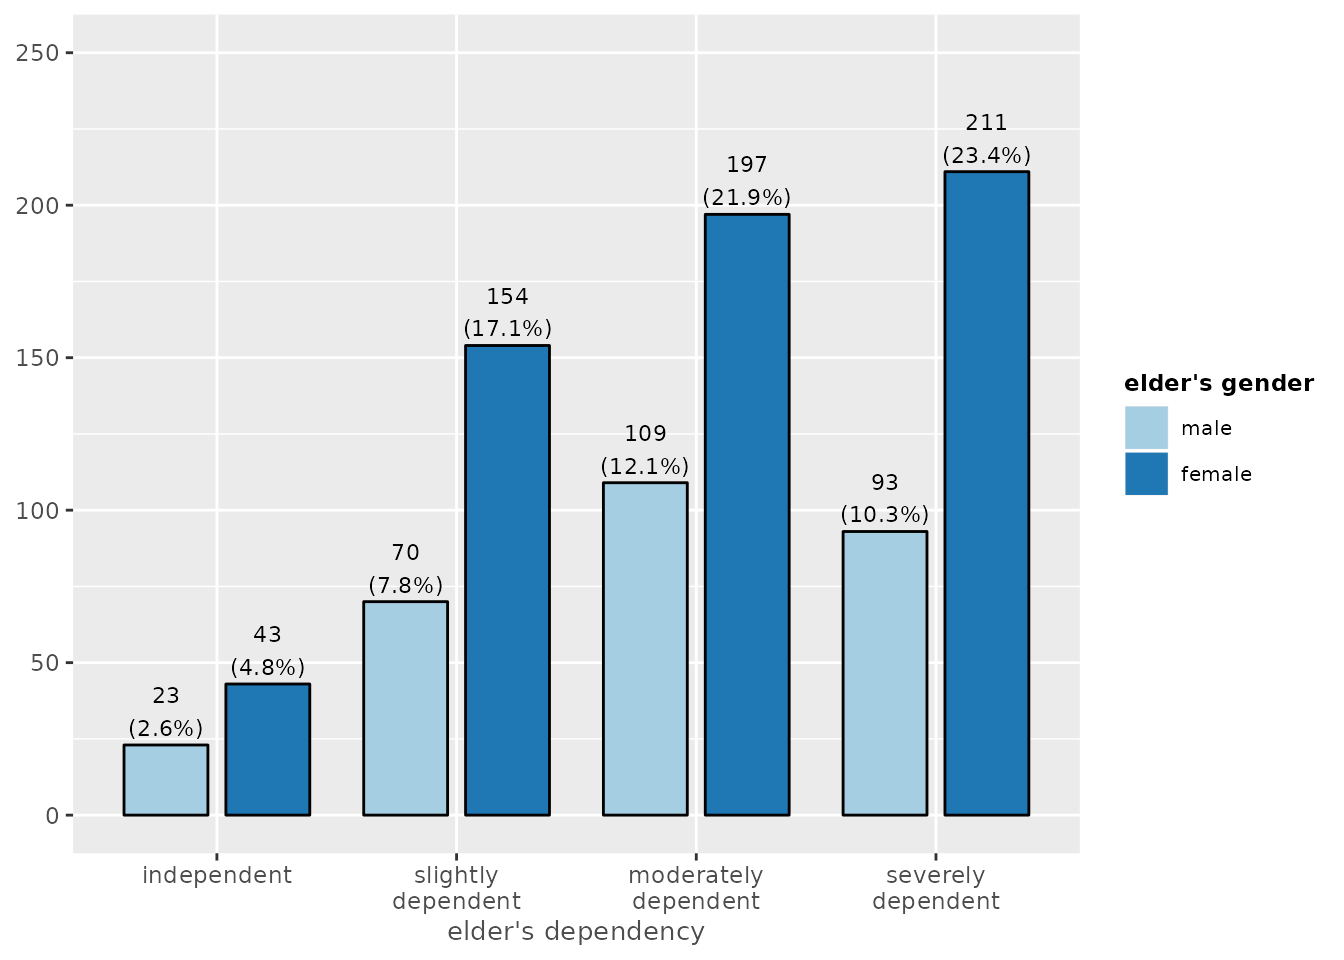 250
200
150
100
50
0
23
(2.6%)
43
(4.8%)
70
(7.8%)
154
(17.1%)
109
(12.1%)
197
(21.9%)
93
(10.3%)
211
(23.4%)
independent
slightly
dependent
moderately
dependent
severely
dependent
elder's dependency
elder's gender
male
female